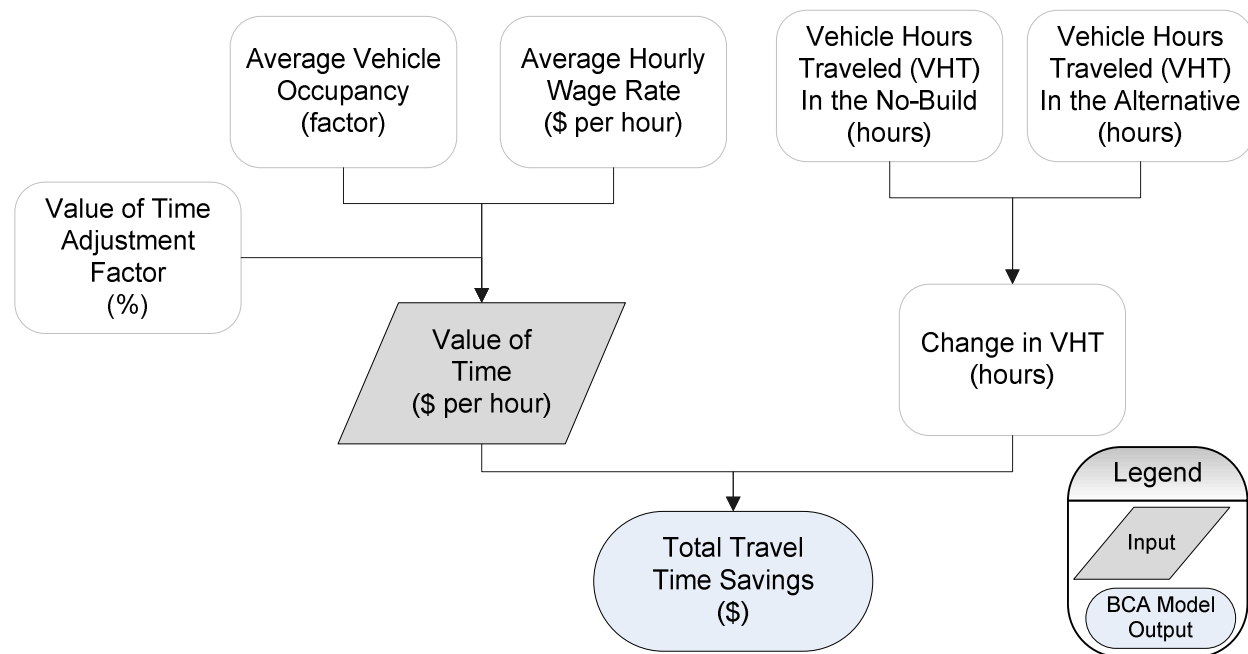 Average Vehicle
Occupancy
(factor)
Average Hourly
Wage Rate
($ per hour)
Vehicle Hours
Traveled (VHT)
In the No-Build
(hours)
Vehicle Hours
Traveled (VHT)
In the Alternative
(hours)
Value of Time
Adjustment
Factor
(%)
Value of
Time
($ per hour)
Change in VHT
(hours)
Total Travel
Time Savings
($)
Legend
Input
BCA Model
Output